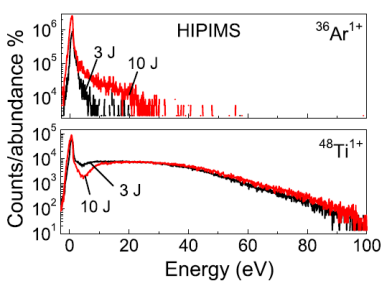 HIPIMS
³⁶Ar¹⁺
3 J
10 J
10⁶
10⁵
10⁴
Counts/abundance %
⁴⁸Ti¹⁺
3 J
10 J
10⁵
10⁴
10³
10²
10¹
0 20 40 60 80 100
Energy (eV)